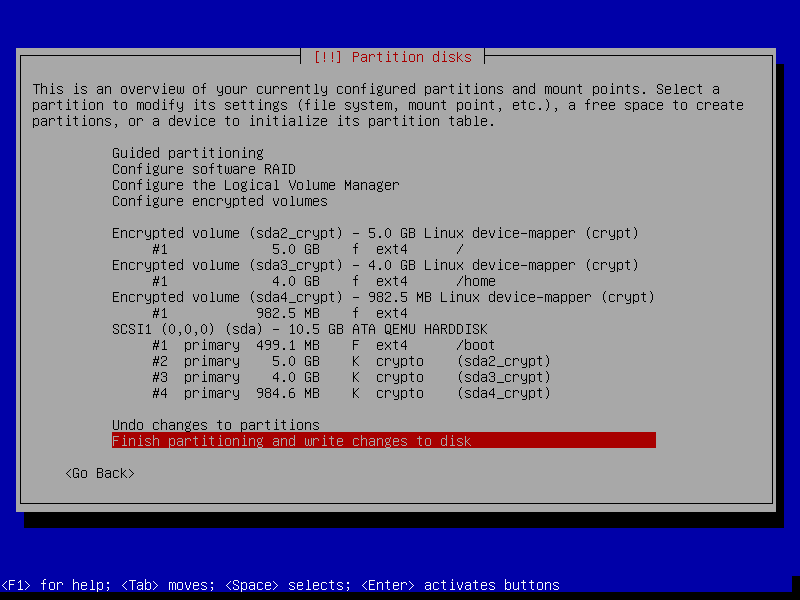 [!!] Partition disks
This is an overview of your currently configured partitions and mount points. Select a
partition to modify its settings (file system, mount point, etc.), a free space to create
partitions, or a device to initialize its partition table.
Guided partitioning
Configure software RAID
Configure the Logical Volume Manager
Configure encrypted volumes
Encrypted volume (sda2_crypt) - 5.0 GB Linux device-mapper (crypt)
#1 5.0 GB f ext4 /
Encrypted volume (sda3_crypt) - 4.0 GB Linux device-mapper (crypt)
#1 4.0 GB f ext4 /home
Encrypted volume (sda4_crypt) - 982.5 MB Linux device-mapper (crypt)
#1 982.5 MB f ext4
SCSI1 (0,0,0) (sda) - 10.5 GB ATA QEMU HARDDISK
#1 primary 499.1 MB F ext4 /boot
#2 primary 5.0 GB K crypto (sda2_crypt)
#3 primary 4.0 GB K crypto (sda3_crypt)
#4 primary 984.6 MB K crypto (sda4_crypt)
Undo changes to partitions
Finish partitioning and write changes to disk
<Go Back>
<F1> for help; <Tab> moves; <Space> selects; <Enter> activates buttons